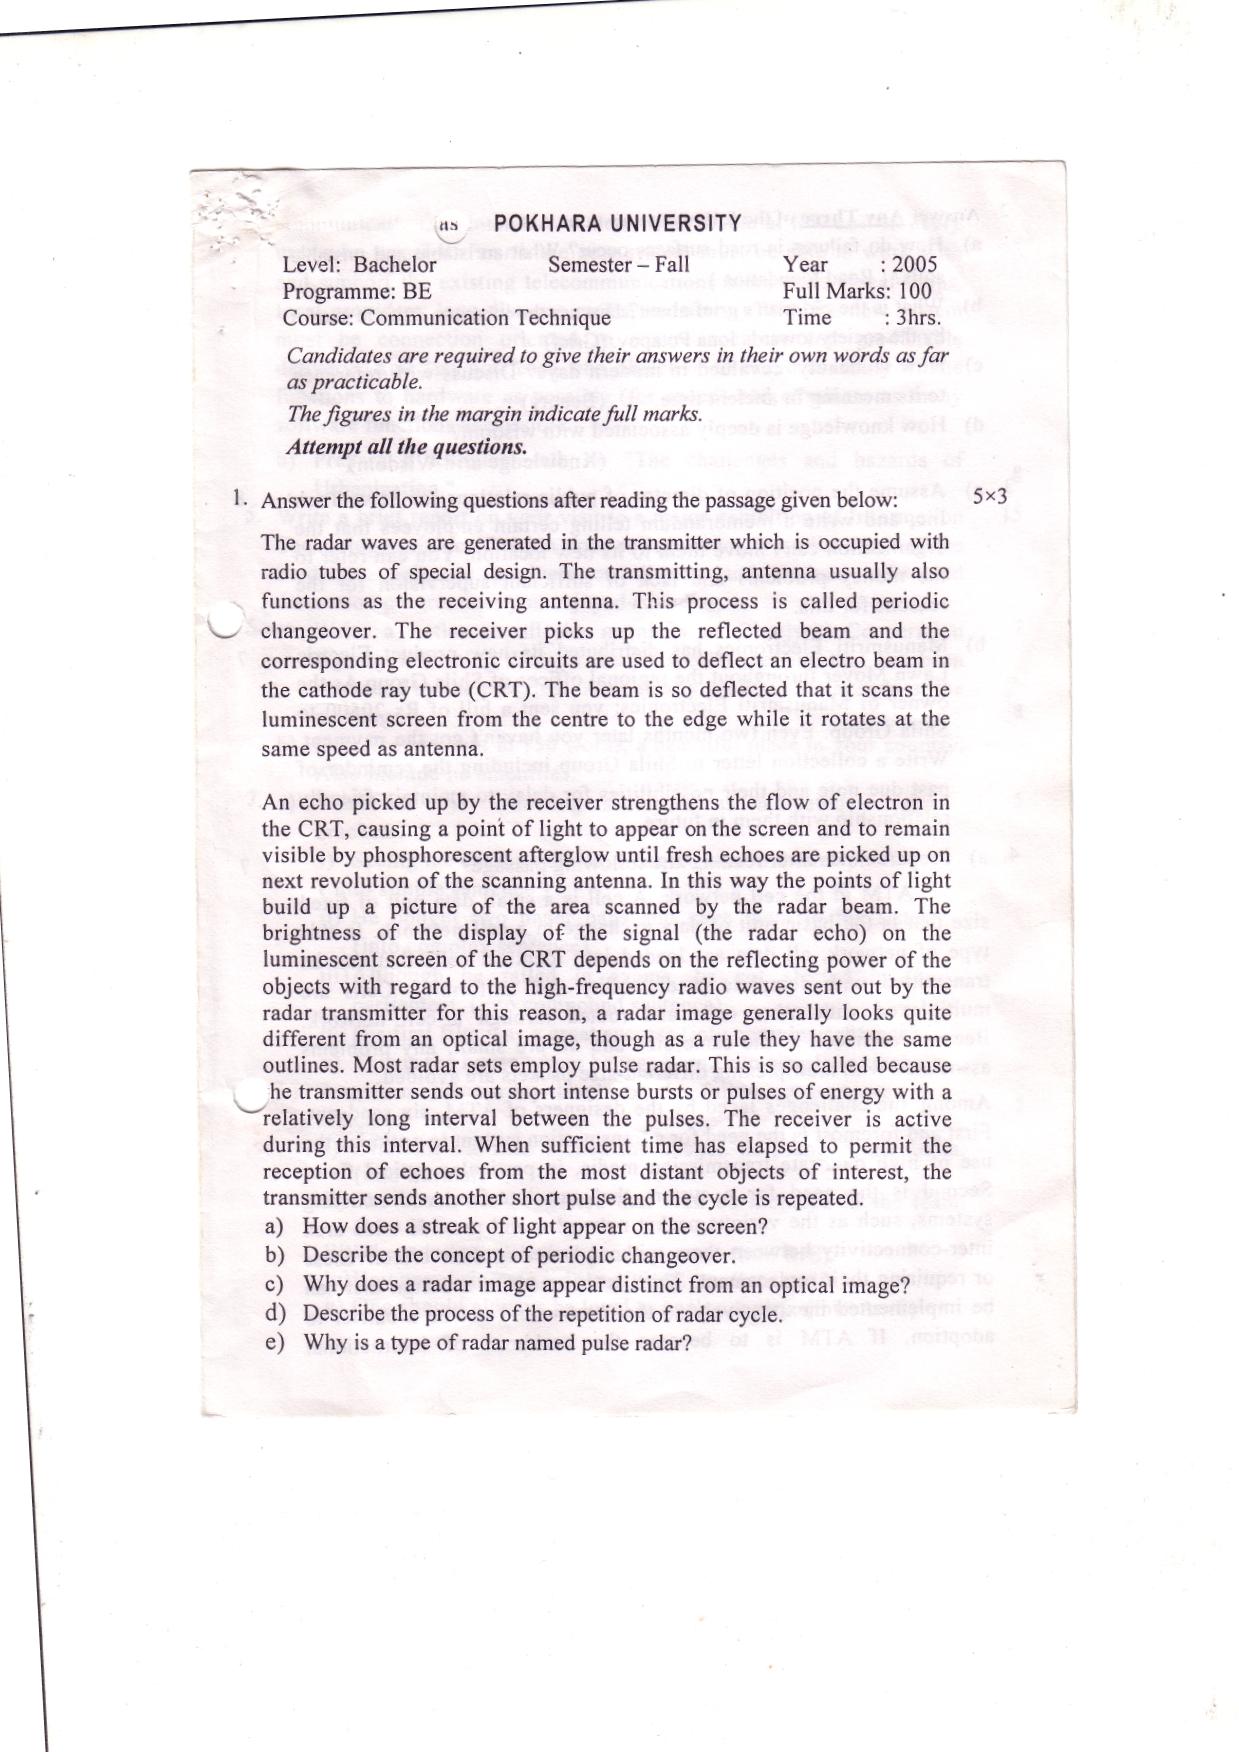 POKHARA UNIVERSITY
Level: Bachelor Semester – Fall Year : 2005
Programme: BE Full Marks: 100
Course: Communication Technique Time : 3hrs.
Candidates are required to give their answers in their own words as far
as practicable.
The figures in the margin indicate full marks.
Attempt all the questions.
1. Answer the following questions after reading the passage given below: 5×3
The radar waves are generated in the transmitter which is occupied with
radio tubes of special design. The transmitting, antenna usually also
functions as the receiving antenna. This process is called periodic
changeover. The receiver picks up the reflected beam and the
corresponding electronic circuits are used to deflect an electro beam in
the cathode ray tube (CRT). The beam is so deflected that it scans the
luminescent screen from the centre to the edge while it rotates at the
same speed as antenna.
An echo picked up by the receiver strengthens the flow of electron in
the CRT, causing a point of light to appear on the screen and to remain
visible by phosphorescent afterglow until fresh echoes are picked up on
next revolution of the scanning antenna. In this way the points of light
build up a picture of the area scanned by the radar beam. The
brightness of the display of the signal (the radar echo) on the
luminescent screen of the CRT depends on the reflecting power of the
objects with regard to the high-frequency radio waves sent out by the
radar transmitter for this reason, a radar image generally looks quite
different from an optical image, though as a rule they have the same
outlines. Most radar sets employ pulse radar. This is so called because
he transmitter sends out short intense bursts or pulses of energy with a
relatively long interval between the pulses. The receiver is active
during this interval. When sufficient time has elapsed to permit the
reception of echoes from the most distant objects of interest, the
transmitter sends another short pulse and the cycle is repeated.
a) How does a streak of light appear on the screen?
b) Describe the concept of periodic changeover.
c) Why does a radar image appear distinct from an optical image?
d) Describe the process of the repetition of radar cycle.
e) Why is a type of radar named pulse radar?